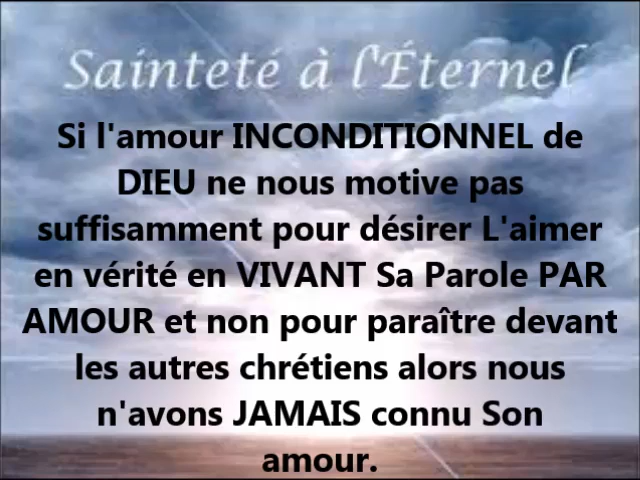 Sainteté à l'Éternel
Si l'amour INCONDITIONNEL de
DIEU ne nous motive pas
suffisamment pour désirer L'aimer
en vérité en VIVANT Sa Parole PAR
AMOUR et non pour paraître devant
les autres chrétiens alors nous
n'avons JAMAIS connu Son
amour.